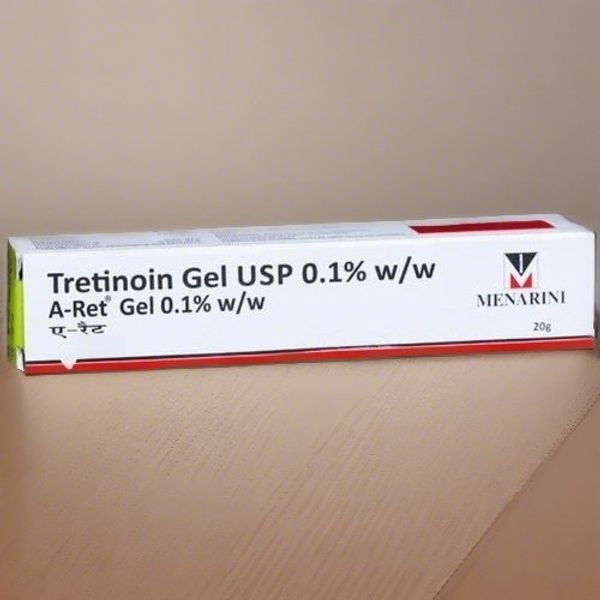 Tretinoin Gel USP 0.1% w/w
A-Ret® Gel 0.1% w/w
ए-रैट
MENARINI
20g